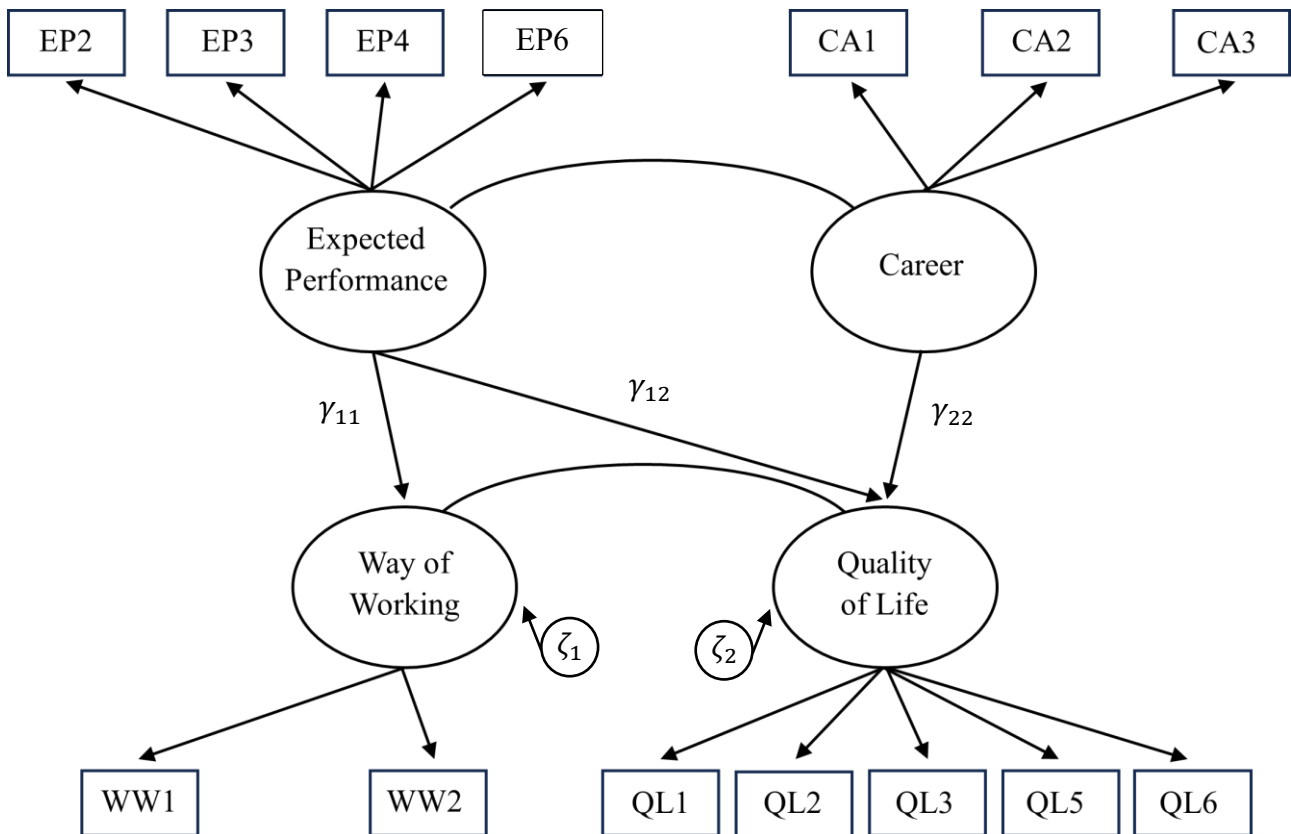 EP2
EP3
EP4
EP6
CA1
CA2
CA3
Expected
Performance
Career
γ₁₁
γ₁₂
γ₂₂
Way of
Working
Quality
of Life
ζ₁
ζ₂
WW1
WW2
QL1
QL2
QL3
QL5
QL6